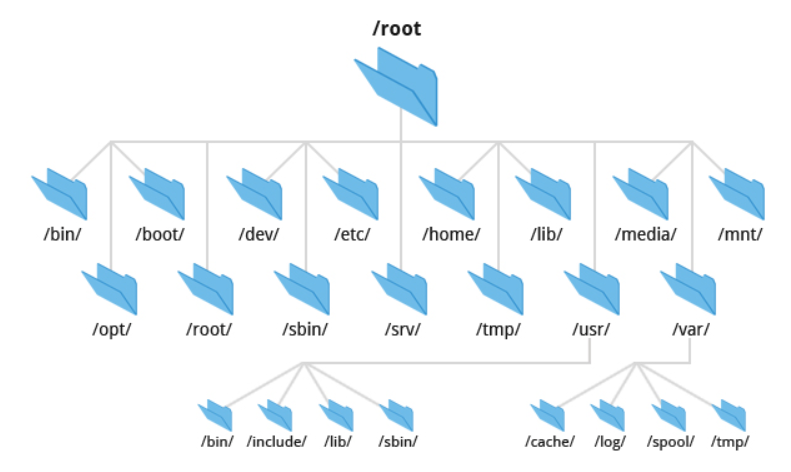 /root
/bin/ /boot/ /dev/ /etc/ /home/ /lib/ /media/ /mnt/
/opt/ /root/ /sbin/ /srv/ /tmp/ /usr/ /var/
/bin/ /include/ /lib/ /sbin/ /cache/ /log/ /spool/ /tmp/